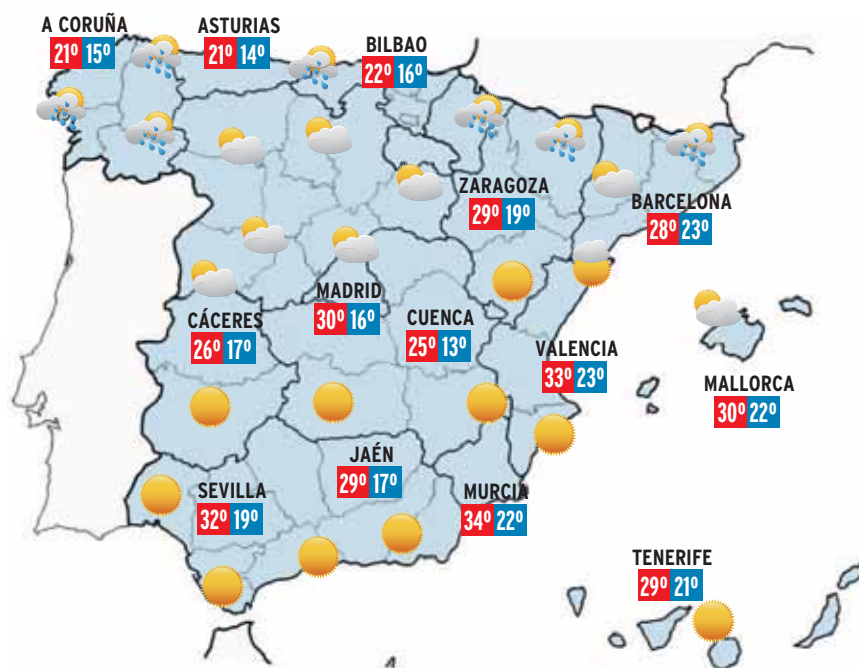 A CORUÑA
21º 15º
ASTURIAS
21º 14º
BILBAO
22º 16º
ZARAGOZA
29º 19º
BARCELONA
28º 23º
MADRID
30º 16º
CÁCERES
26º 17º
CUENCA
25º 13º
VALENCIA
33º 23º
MALLORCA
30º 22º
JAÉN
29º 17º
SEVILLA
32º 19º
MURCIA
34º 22º
TENERIFE
29º 21º